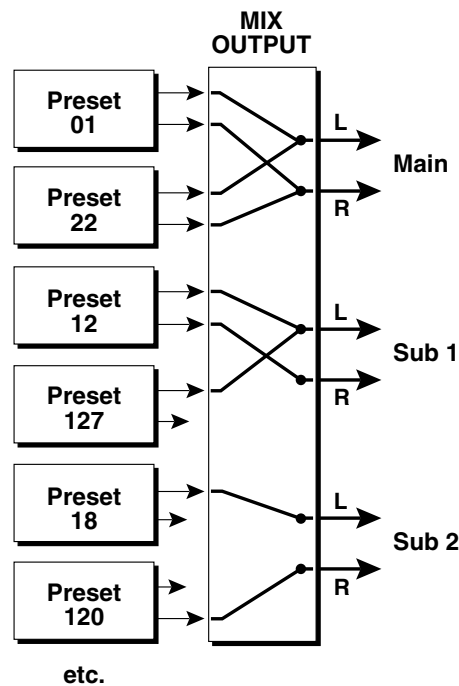 MIX
OUTPUT
Preset
01
L
Main
R
Preset
22
Preset
12
L
Sub 1
R
Preset
127
Preset
18
L
Sub 2
R
Preset
120
etc.